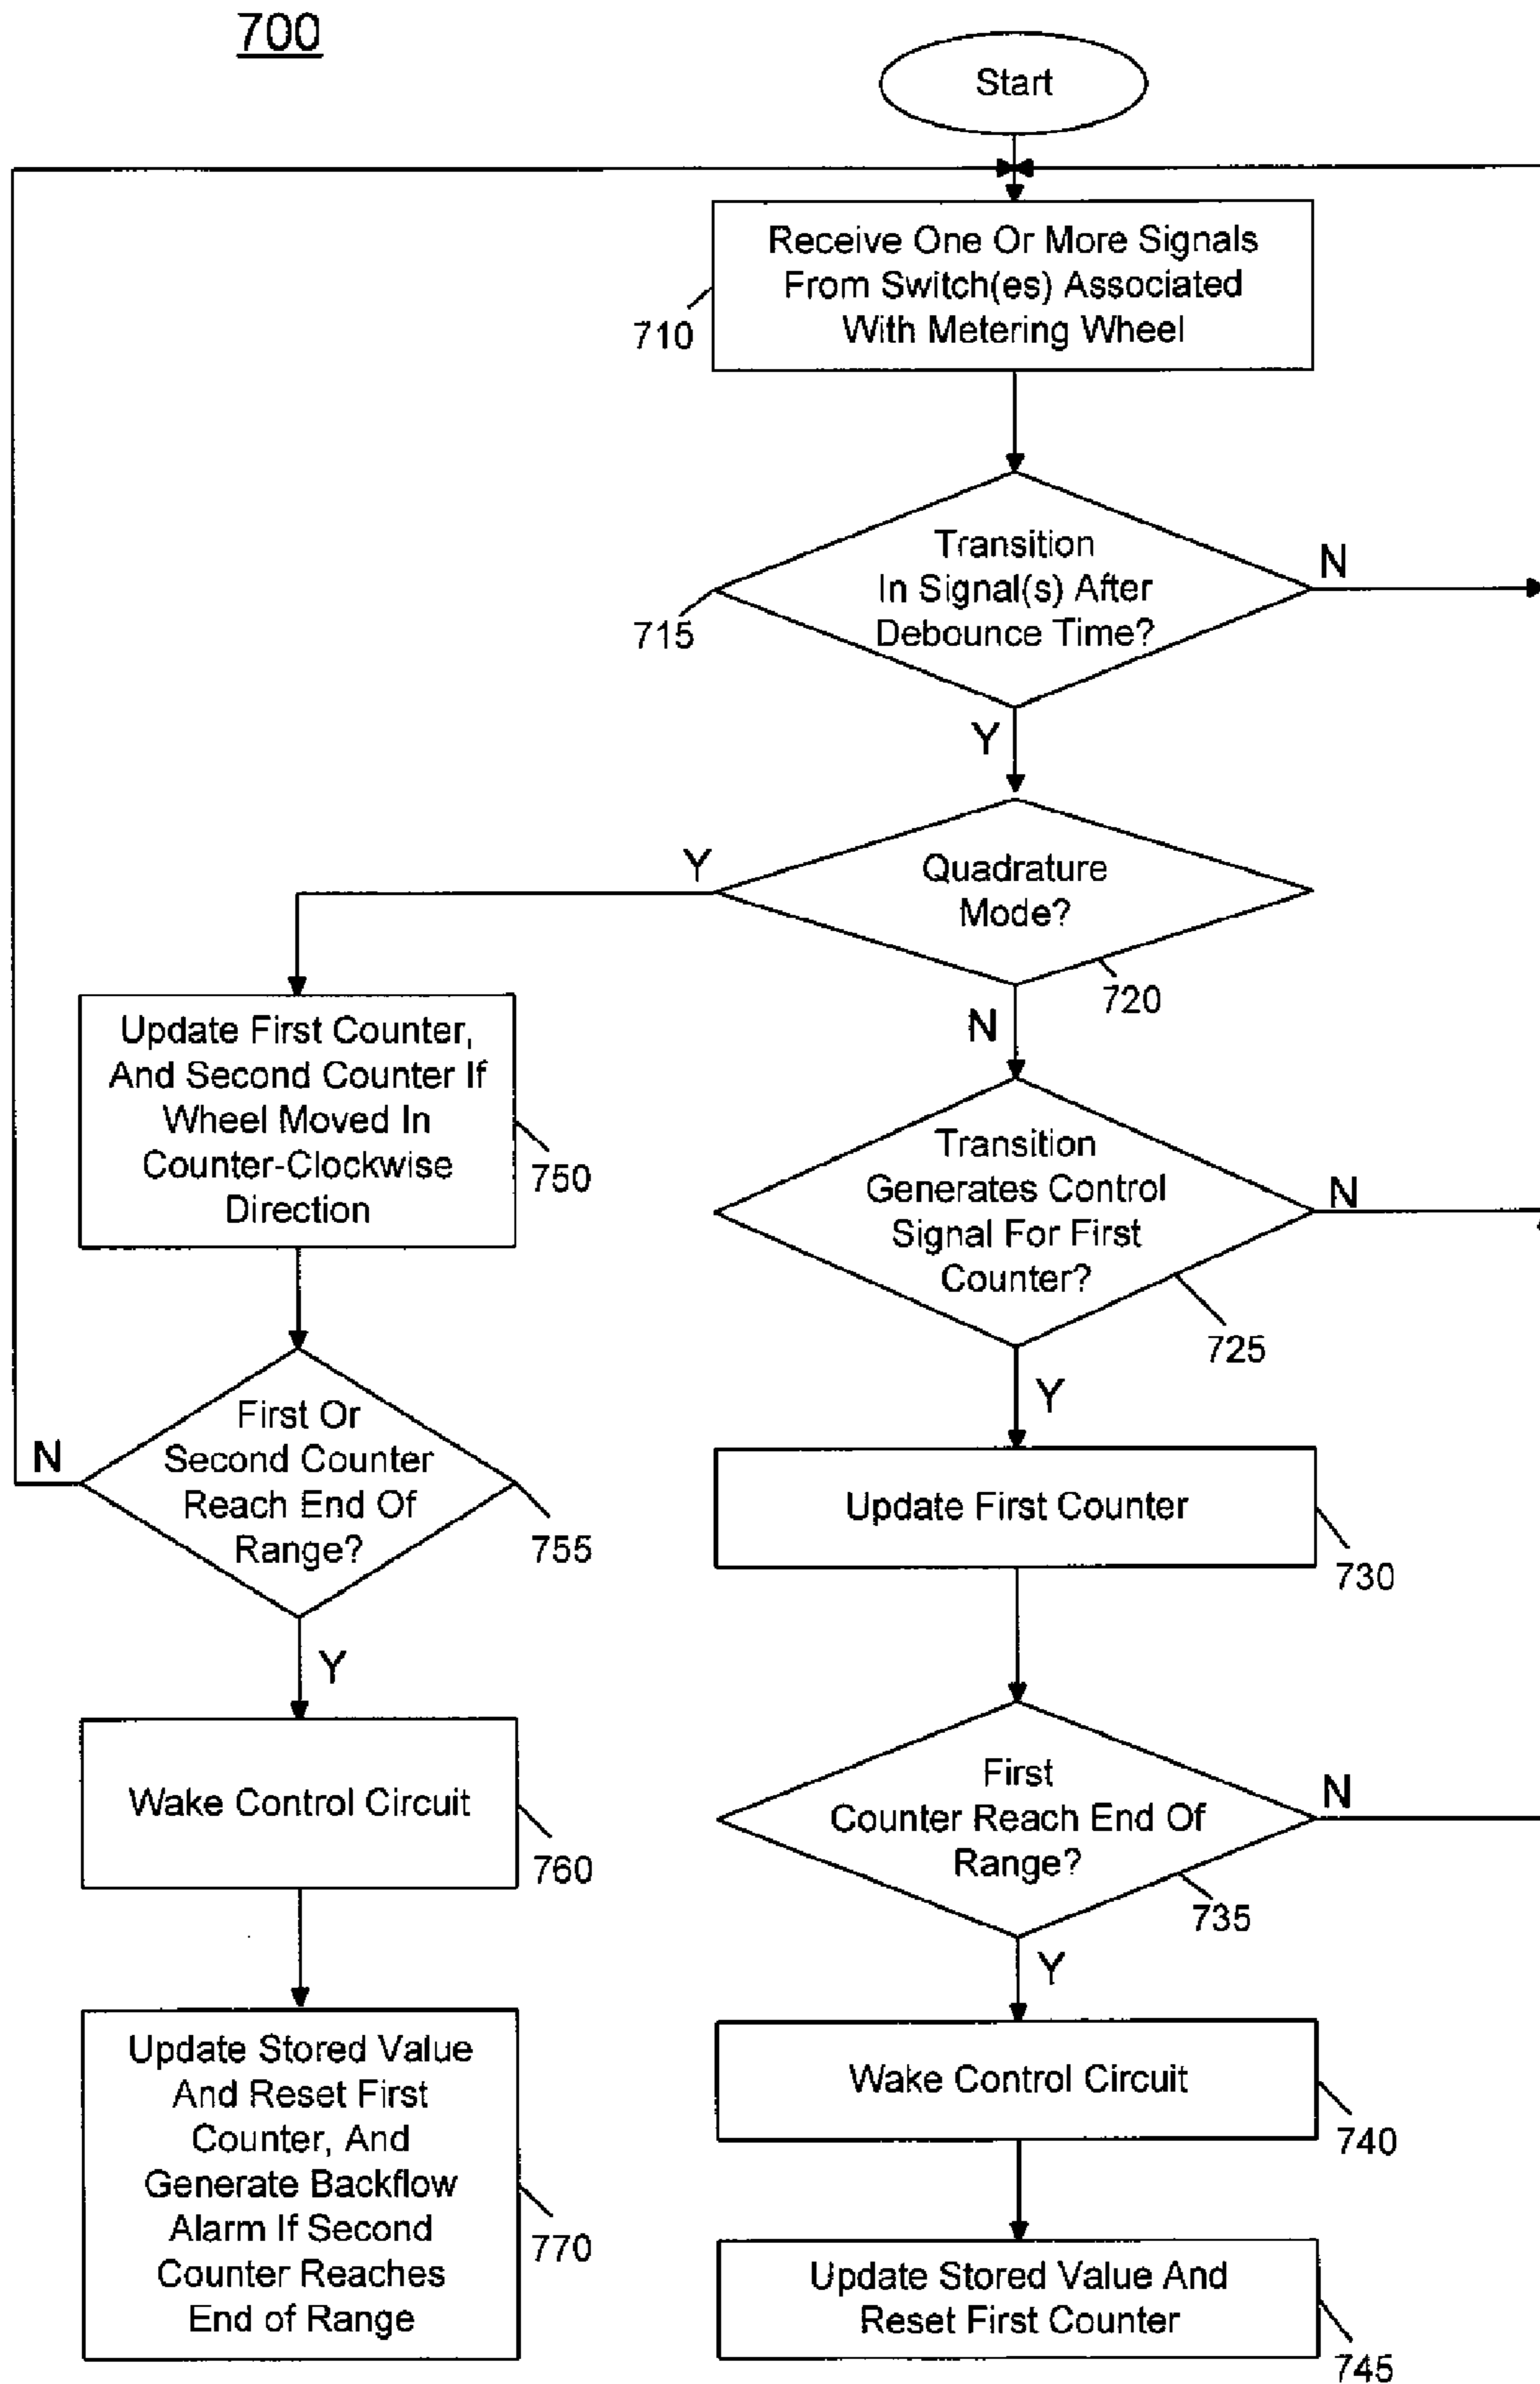 700
Start
Receive One Or More Signals
From Switch(es) Associated
With Metering Wheel
710
Transition
In Signal(s) After
Debounce Time?
N
715
Y
Quadrature
Mode?
Y
720
N
Update First Counter,
And Second Counter If
Wheel Moved In
Counter-Clockwise
Direction
750
Transition
Generates Control
Signal For First
Counter?
N
725
Y
First Or
Second Counter
Reach End Of
Range?
N
755
Y
Update First Counter
730
First
Counter Reach End Of
Range?
N
735
Y
Wake Control Circuit
760
Wake Control Circuit
740
Update Stored Value
And Reset First
Counter, And
Generate Backflow
Alarm If Second
Counter Reaches
End of Range
770
Update Stored Value And
Reset First Counter
745